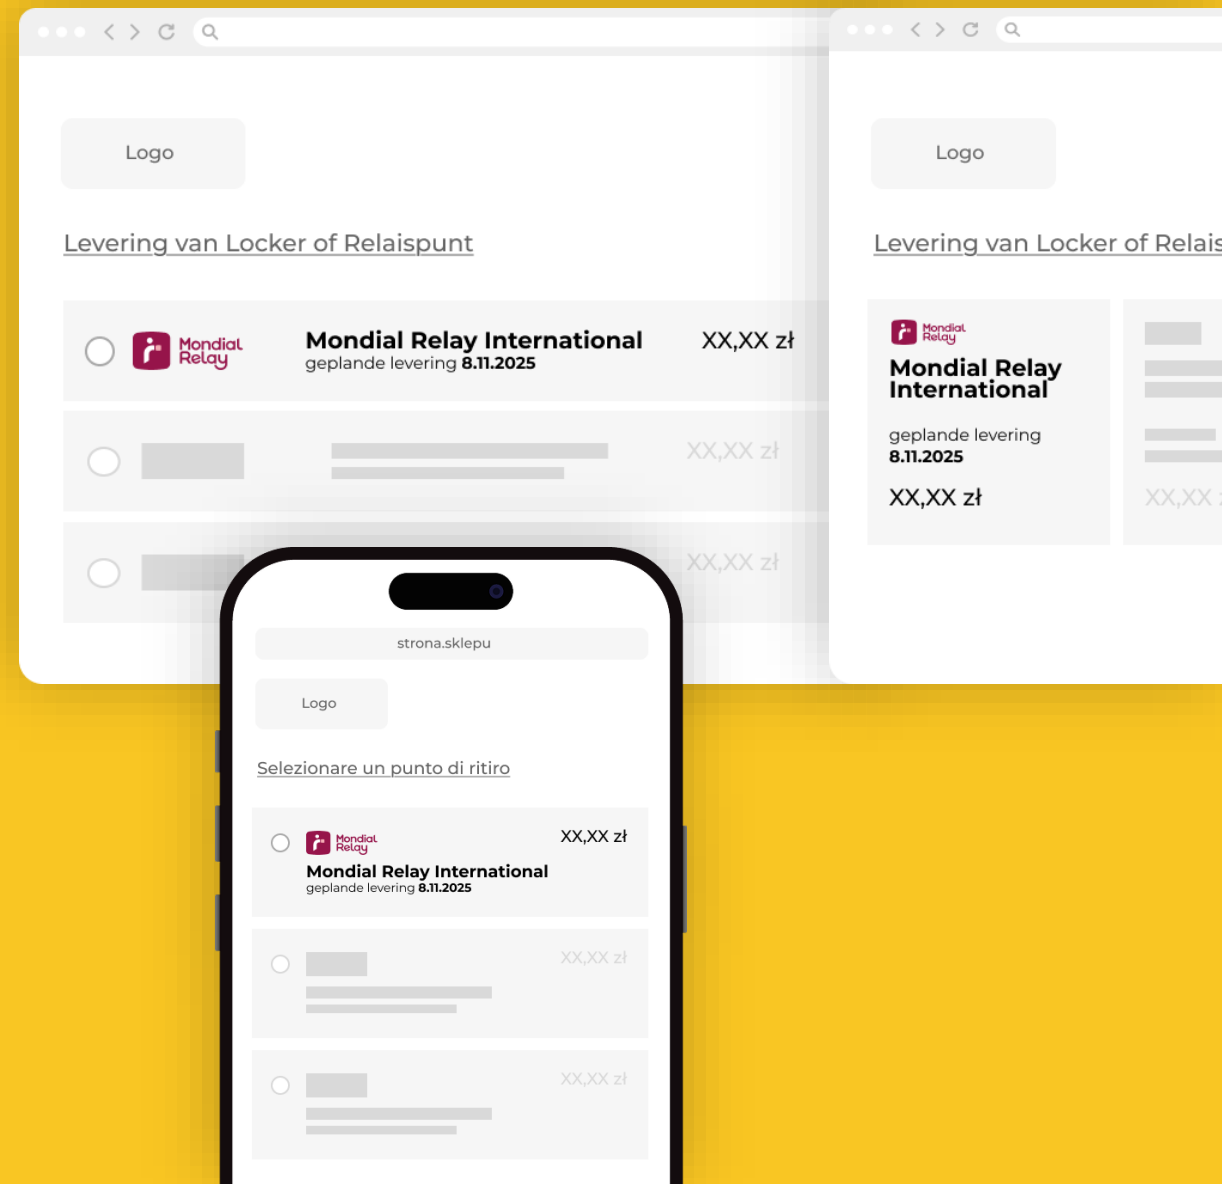 Logo
Levering van Locker of Relaispunt
Mondial
Relay
Mondial Relay International
geplande levering 8.11.2025
XX,XX zł
XX,XX zł
XX,XX zł
Logo
Levering van Locker of Relais
Mondial
Relay
Mondial Relay
International
geplande levering
8.11.2025
XX,XX zł
XX,XX
strona.sklepu
Logo
Selezionare un punto di ritiro
Mondial
Relay
XX,XX zł
Mondial Relay International
geplande levering 8.11.2025
XX,XX zł
XX,XX zł